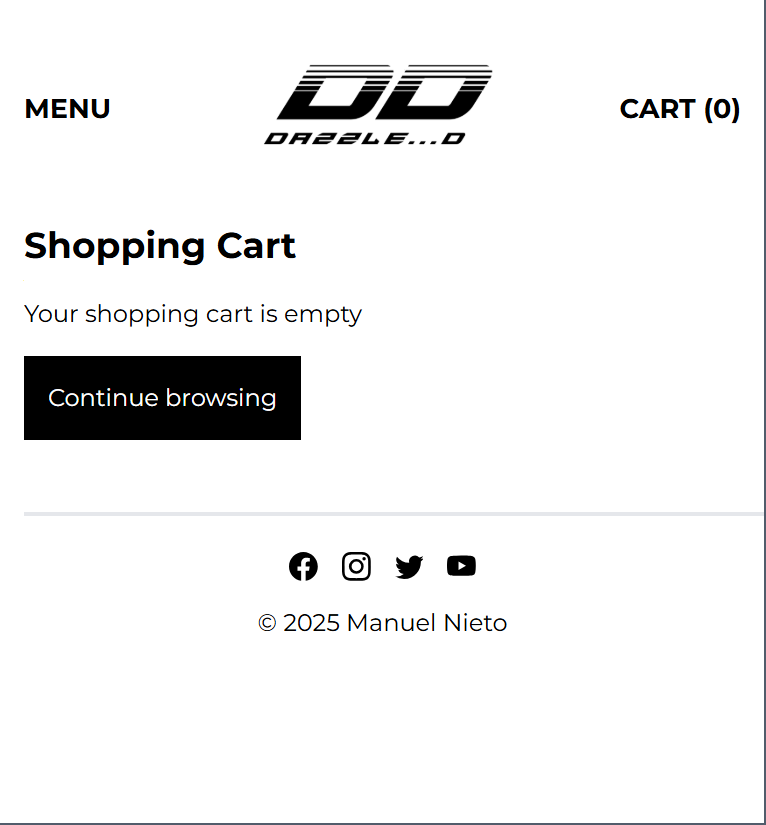 MENU
DD
DAZZLE...D
CART (0)
Shopping Cart
Your shopping cart is empty
Continue browsing
© 2025 Manuel Nieto